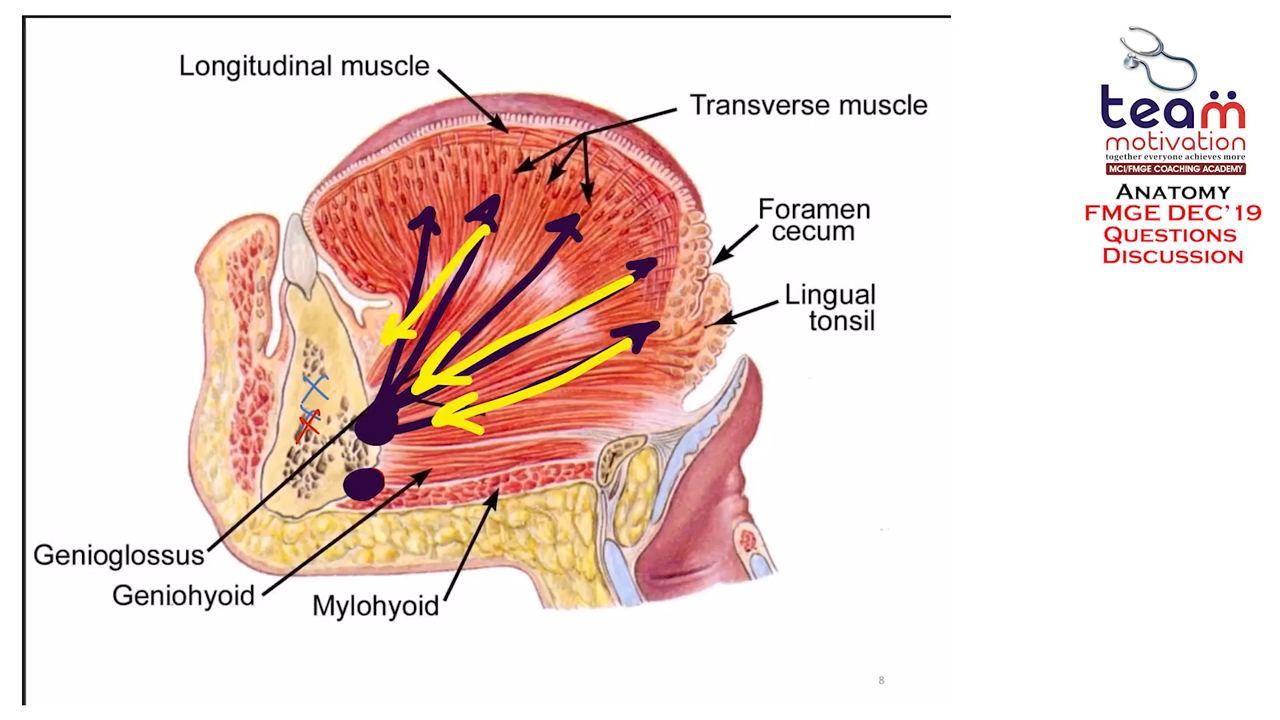 Longitudinal muscle
Transverse muscle
Foramen
cecum
Lingual
tonsil
Genioglossus
Geniohyoid
Mylohyoid
8
team
motivation
together everyone achieves more
MCI/FMGE COACHING ACADEMY
ANATOMY
FMGE DEC'19
QUESTIONS
DISCUSSION